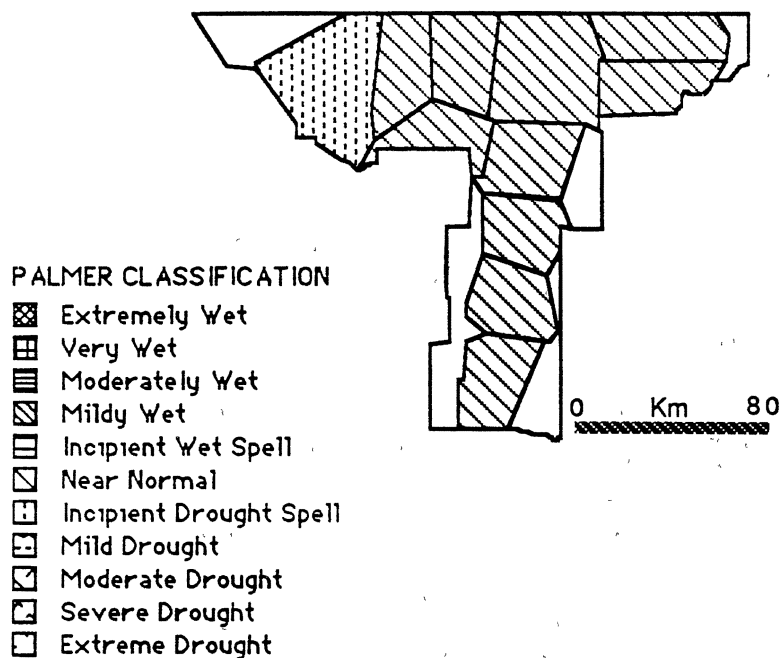 PALMER CLASSIFICATION
Extremely Wet
Very Wet
Moderately Wet
Mildy Wet
Incipient Wet Spell
Near Normal
Incipient Drought Spell
Mild Drought
Moderate Drought
Severe Drought
Extreme Drought
0 Km 80